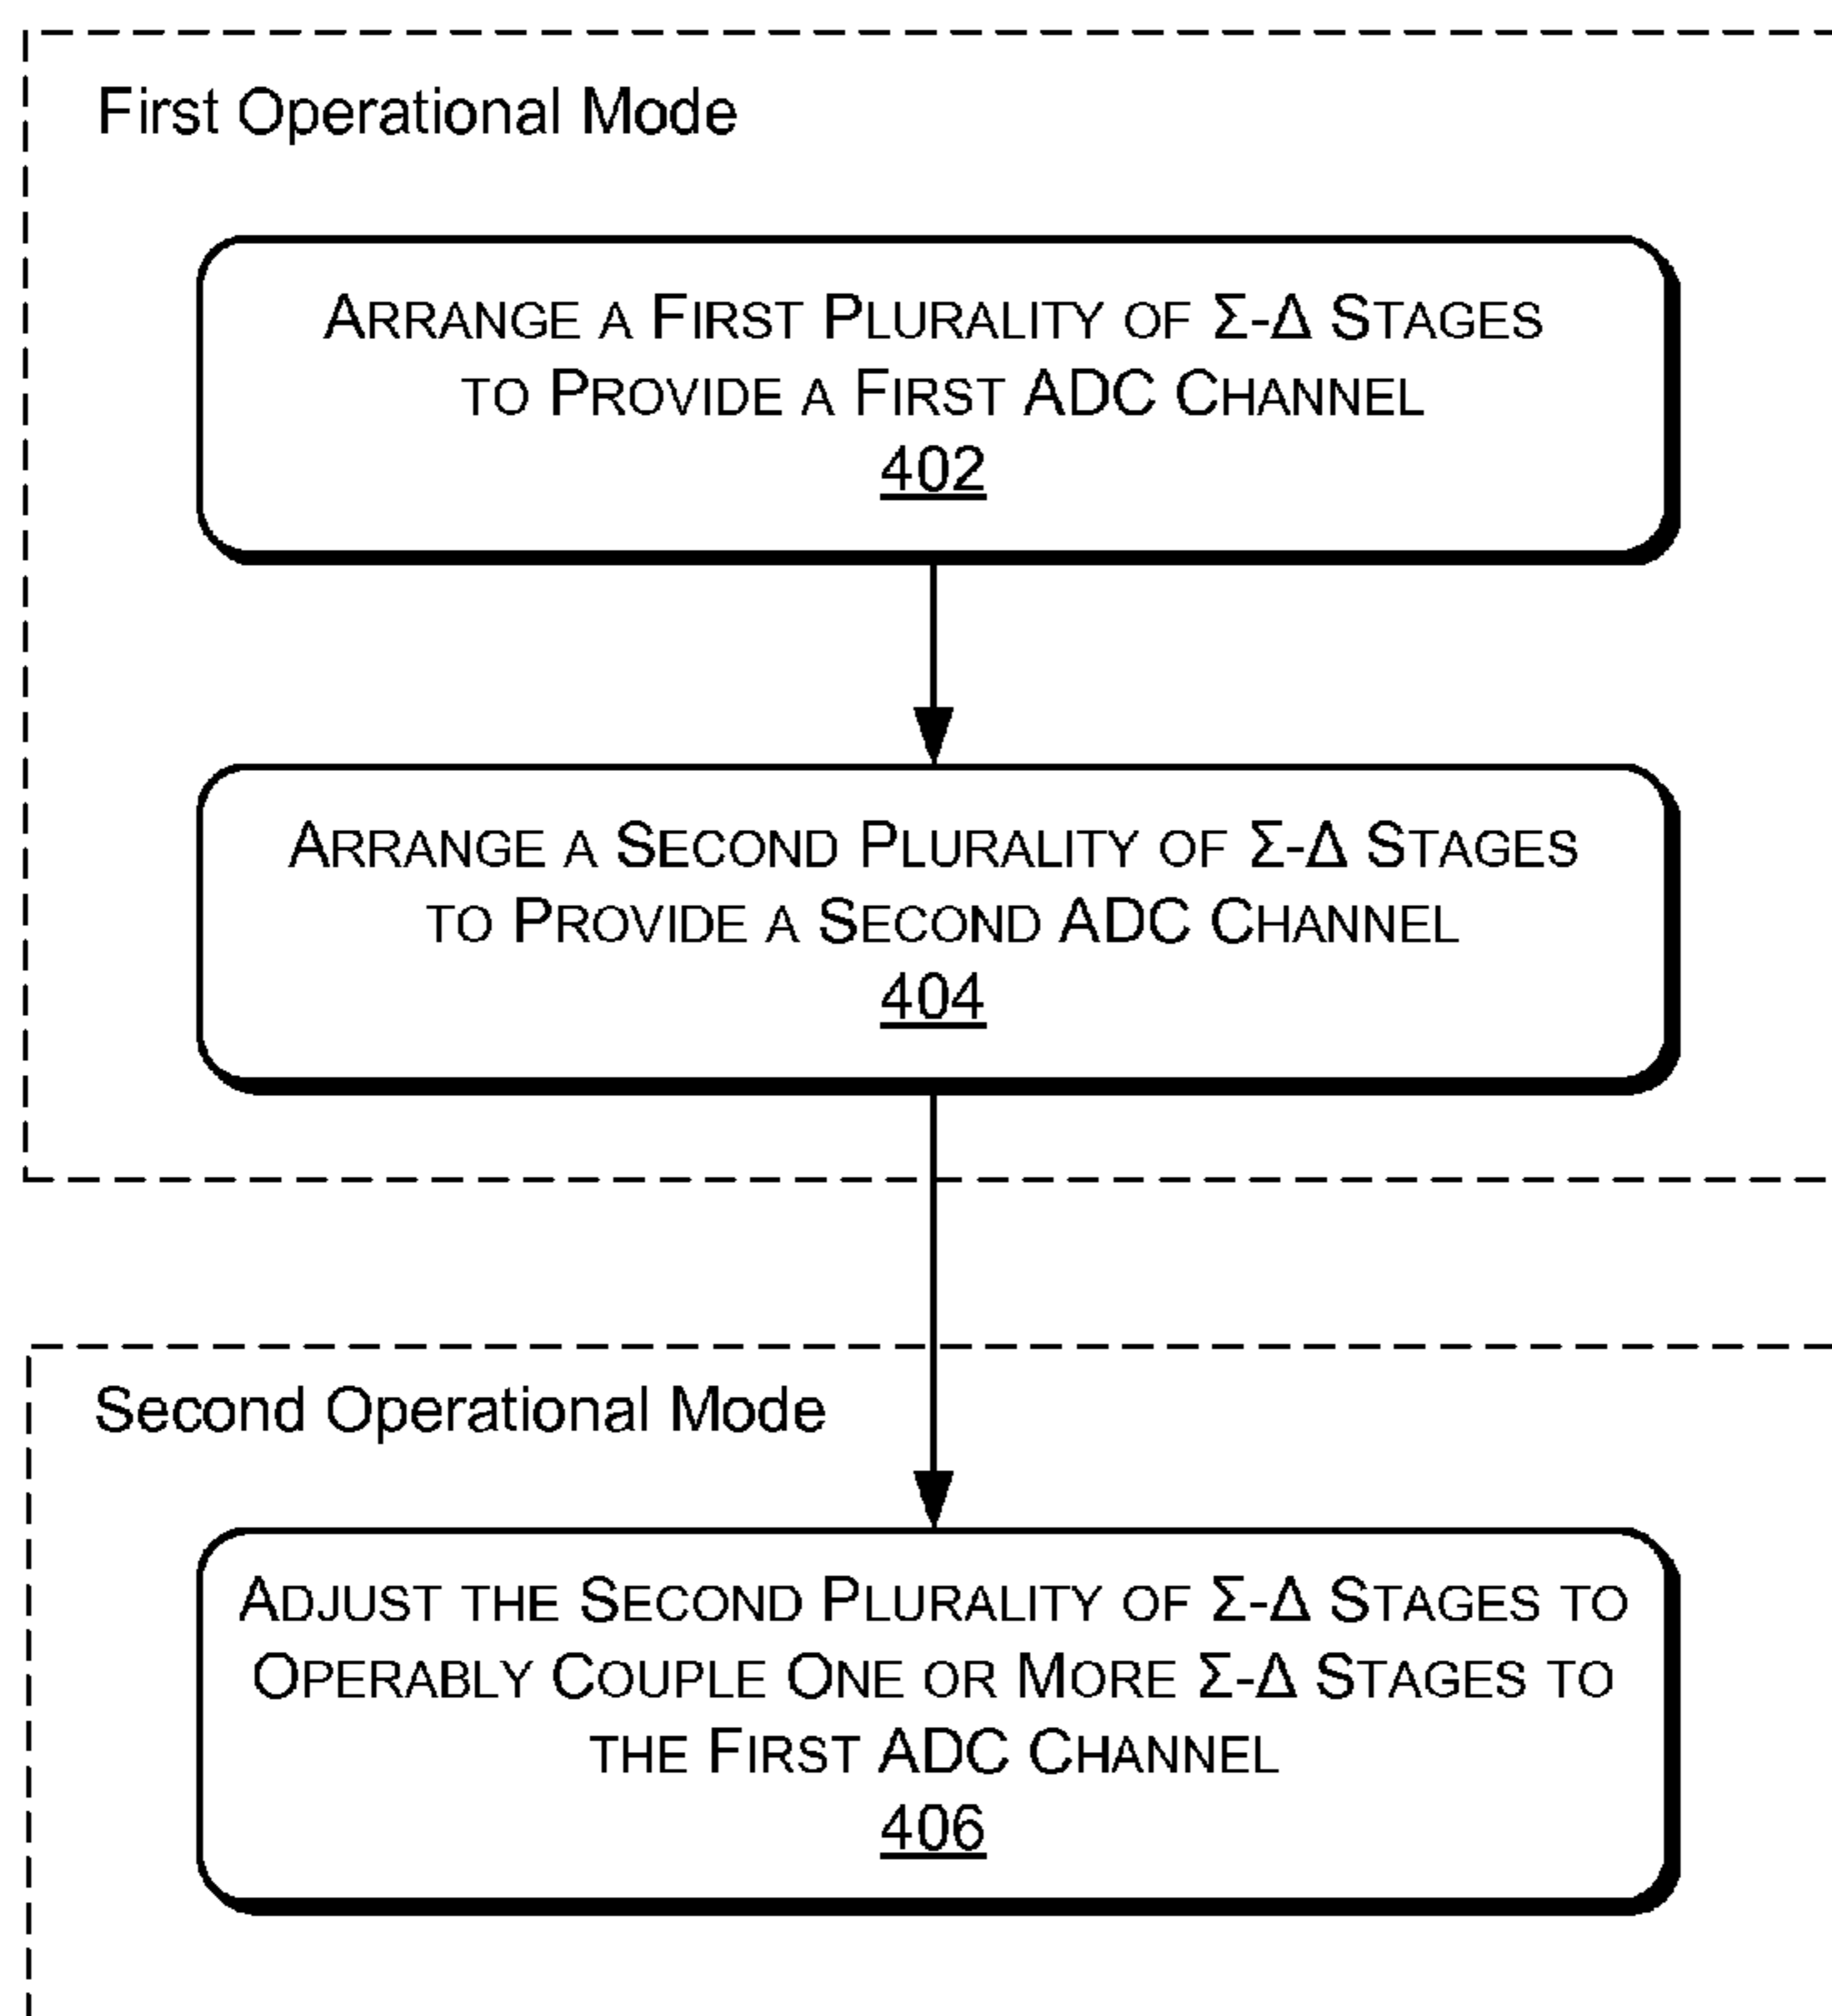 First Operational Mode
ARRANGE A FIRST PLURALITY OF Σ-Δ STAGES
TO PROVIDE A FIRST ADC CHANNEL
402
ARRANGE A SECOND PLURALITY OF Σ-Δ STAGES
TO PROVIDE A SECOND ADC CHANNEL
404
Second Operational Mode
ADJUST THE SECOND PLURALITY OF Σ-Δ STAGES TO
OPERABLY COUPLE ONE OR MORE Σ-Δ STAGES TO
THE FIRST ADC CHANNEL
406